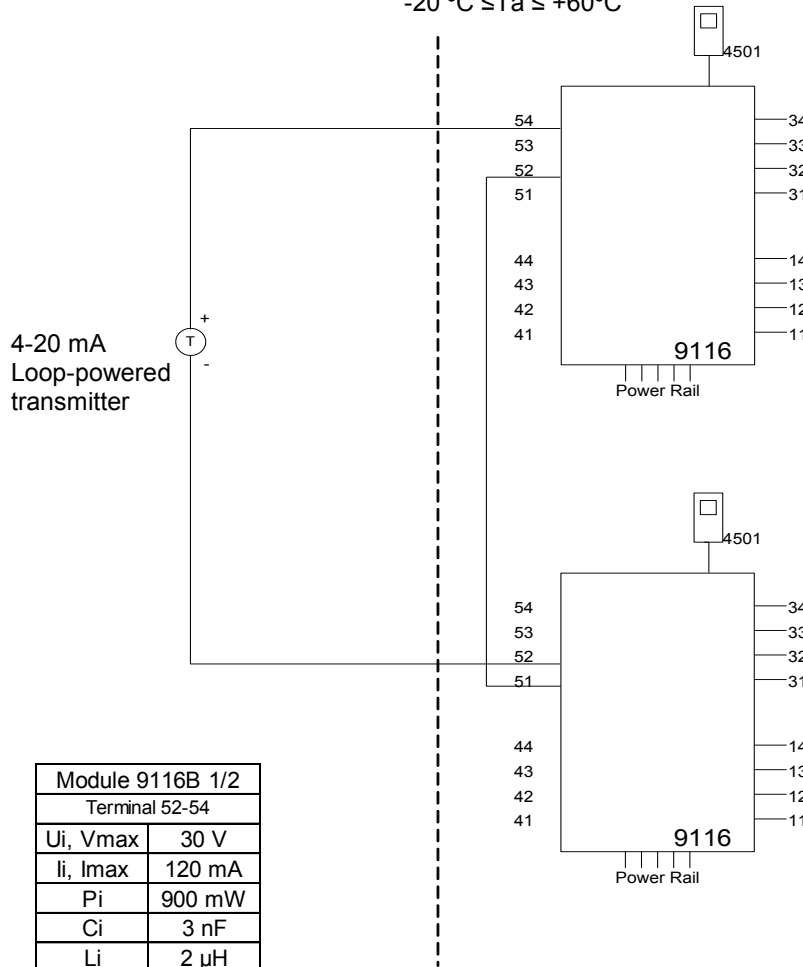 -20 °C ≤Ta ≤ +60°C
4501
54
53
52
51
44
43
42
41
34
33
32
31
14
13
12
11
9116
Power Rail
4-20 mA
Loop-powered
transmitter
+
T
-
4501
54
53
52
51
44
43
42
41
34
33
32
31
14
13
12
11
9116
Power Rail
Module 9116B 1/2
Terminal 52-54
Ui, Vmax 30 V
Ii, Imax 120 mA
Pi 900 mW
Ci 3 nF
Li 2 µH